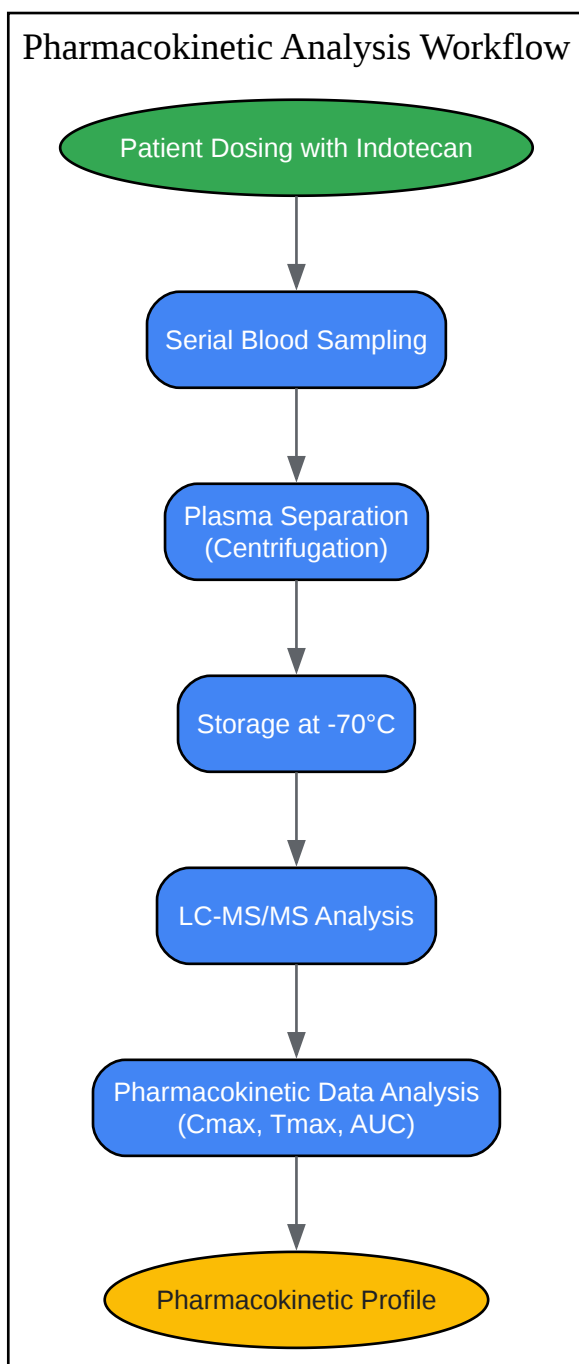 Pharmacokinetic Analysis Workflow
Patient Dosing with Indotecan
Serial Blood Sampling
Plasma Separation
(Centrifugation)
Storage at -70°C
LC-MS/MS Analysis
Pharmacokinetic Data Analysis
(Cmax, Tmax, AUC)
Pharmacokinetic Profile